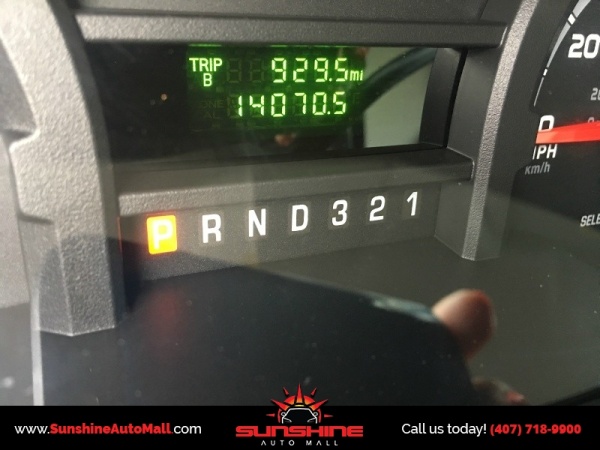 TRIP B 929.5 mi
14070.5
P R N D 3 2 1
MPH
km/h
www.SunshineAutoMall.com
SUNSHINE
AUTO MALL
Call us today! (407) 718-9900